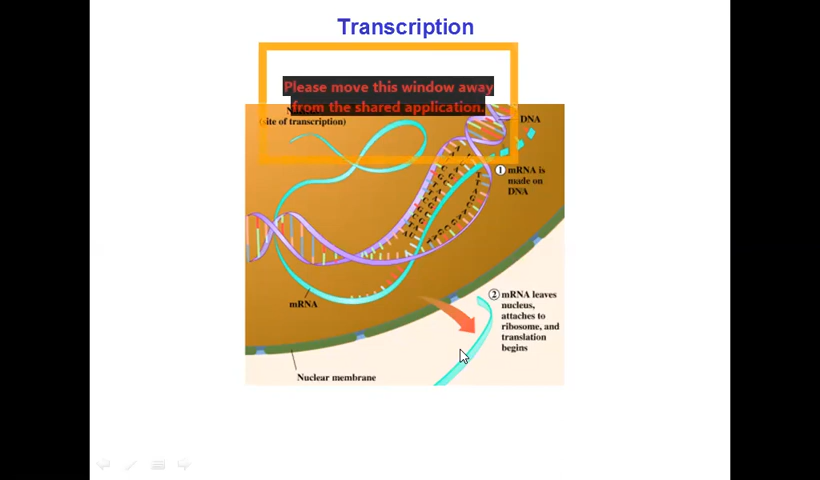 Transcription
Please move this window away
from the shared application.
(site of transcription)
DNA
1 mRNA is
made on
DNA
mRNA
2 mRNA leaves
nucleus,
attaches to
ribosome, and
translation
begins
Nuclear membrane